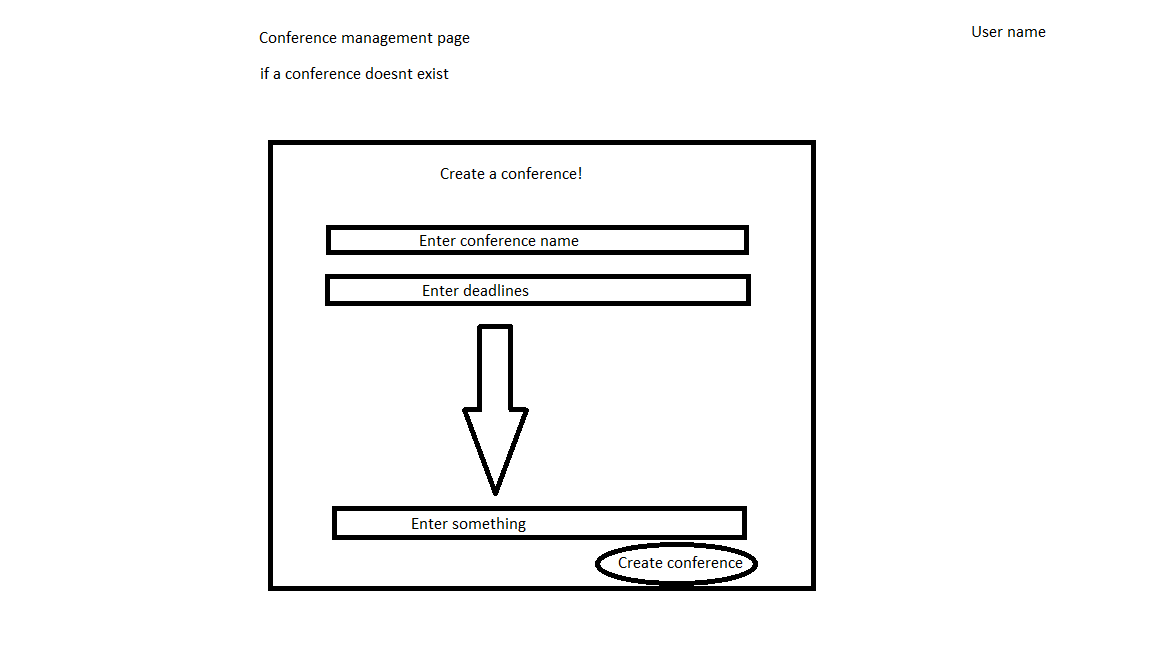 Conference management page
User name
if a conference doesnt exist
Create a conference!
Enter conference name
Enter deadlines
Enter something
Create conference